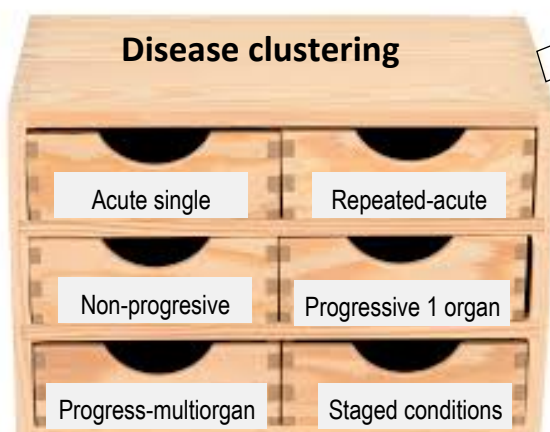 Disease clustering
Acute single
Repeated-acute
Non-progresive
Progressive 1 organ
Progress-multiorgan
Staged conditions